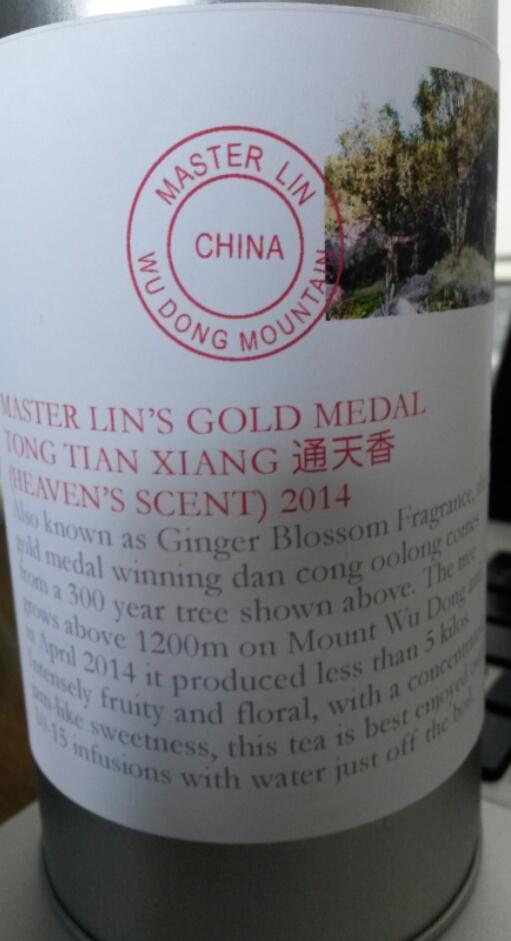 MASTER LIN
CHINA
WU DONG MOUNTAIN
MASTER LIN'S GOLD MEDAL
TONG TIAN XIANG 通天香
(HEAVEN'S SCENT) 2014
Also known as Ginger Blossom Fragrance,
gold medal winning dan cong oolong comes
from a 300 year tree shown above. The tree
grows above 1200m on Mount Wu Dong
in April 2014 it produced less than 5 kilos.
Intensely fruity and floral, with a
sweetness, this tea is best enjoyed
10-15 infusions with water just off the boil.